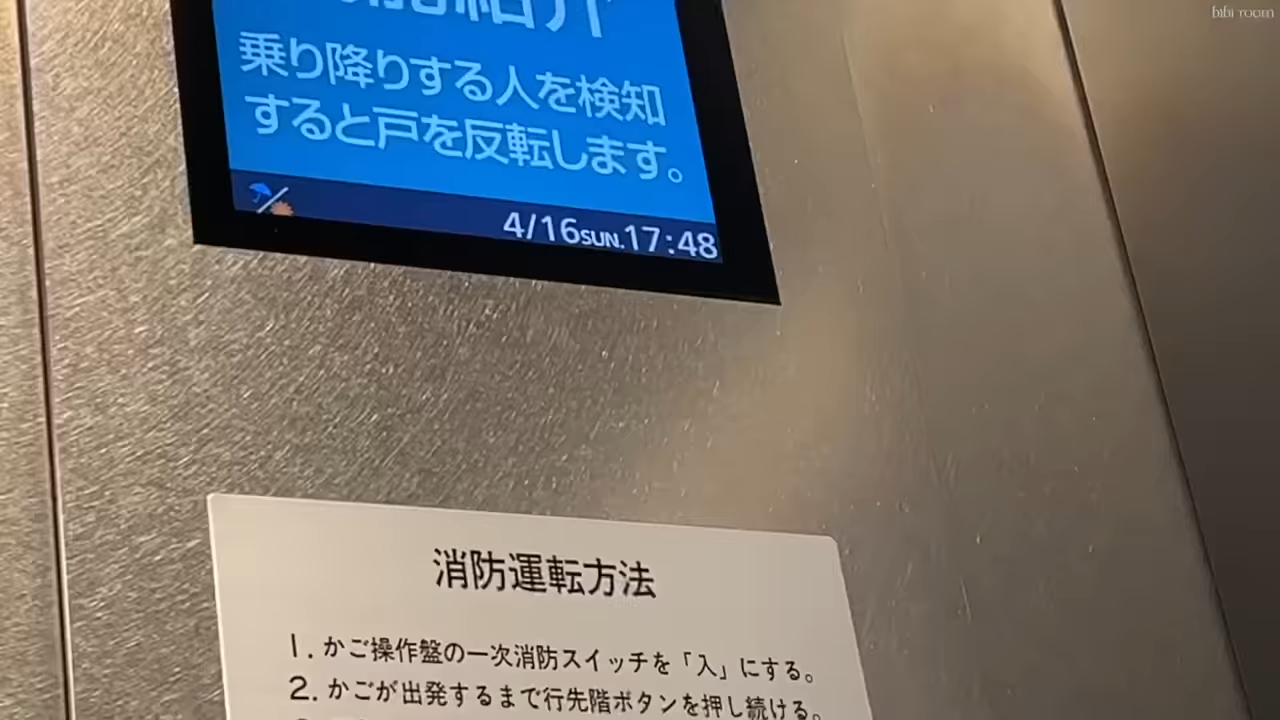 bibi room
紹介
乗り降りする人を検知
すると戸を反転します。
4/16SUN.17:48
消防運転方法
1. かご操作盤の一次消防スイッチを「入」にする。
2. かごが出発するまで行先階ボタンを押し続ける。